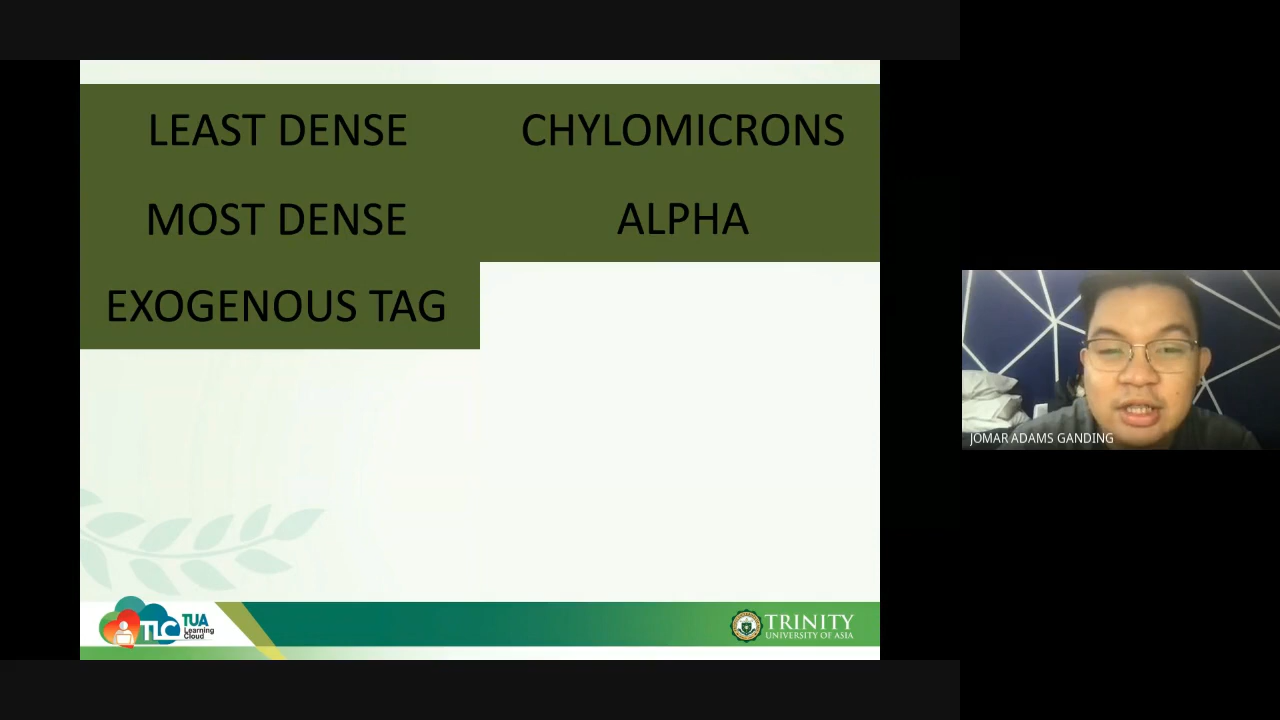 LEAST DENSE
CHYLOMICRONS
MOST DENSE
ALPHA
EXOGENOUS TAG
JOMAR ADAMS GANDING
TLC
TUA
Learning
Cloud
TRINITY
UNIVERSITY OF ASIA